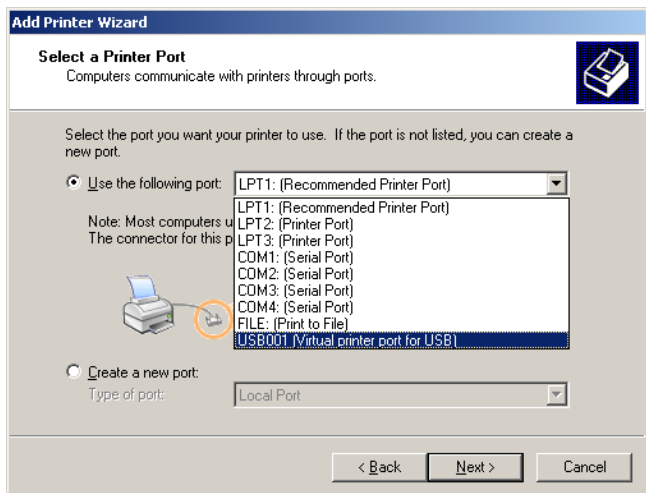 Add Printer Wizard
Select a Printer Port
Computers communicate with printers through ports.
Select the port you want your printer to use. If the port is not listed, you can create a
new port.
Use the following port: LPT1: (Recommended Printer Port)
LPT1: (Recommended Printer Port)
Note: Most computers u
LPT2: (Printer Port)
The connector for this p
LPT3: (Printer Port)
COM1: (Serial Port)
COM2: (Serial Port)
COM3: (Serial Port)
COM4: (Serial Port)
FILE: (Print to File)
USB001 (Virtual printer port for USB)
Create a new port:
Type of port: Local Port
< Back Next > Cancel